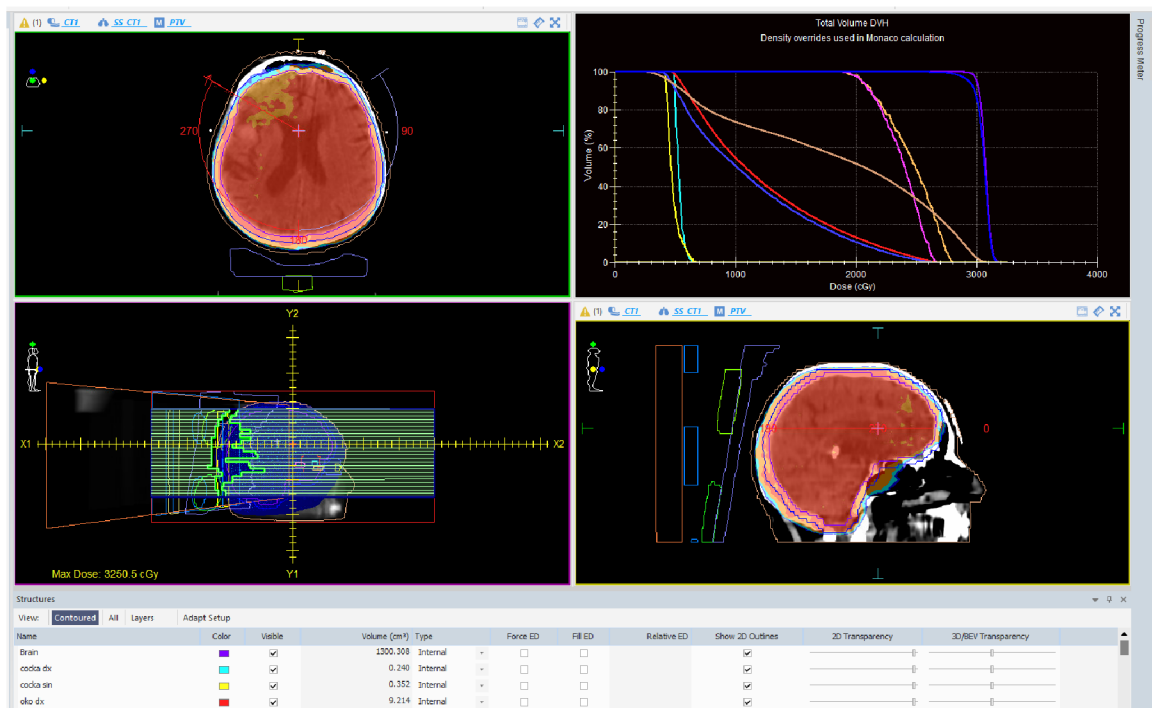 (1) CT1 SS_CT1 M PTV
270
90
180
Total Volume DVH
Density overrides used in Monaco calculation
Volume (%)
100
80
60
40
20
0
0 1000 2000 3000 4000
Dose (cGy)
Progress Meter
Y2
X1
X2
Y1
Max Dose: 3250.5 cGy
(1) CT1 SS_CT1 M PTV
0
Structures
View: Contoured All Layers Adapt Setup
Name Color Visible Volume (cm³) Type Force ED Fill ED Relative ED Show 2D Outlines 2D Transparency 3D/BEV Transparency
Brain 1300.308 Internal
cocka dx 0.240 Internal
cocka sin 0.352 Internal
oko dx 9.214 Internal